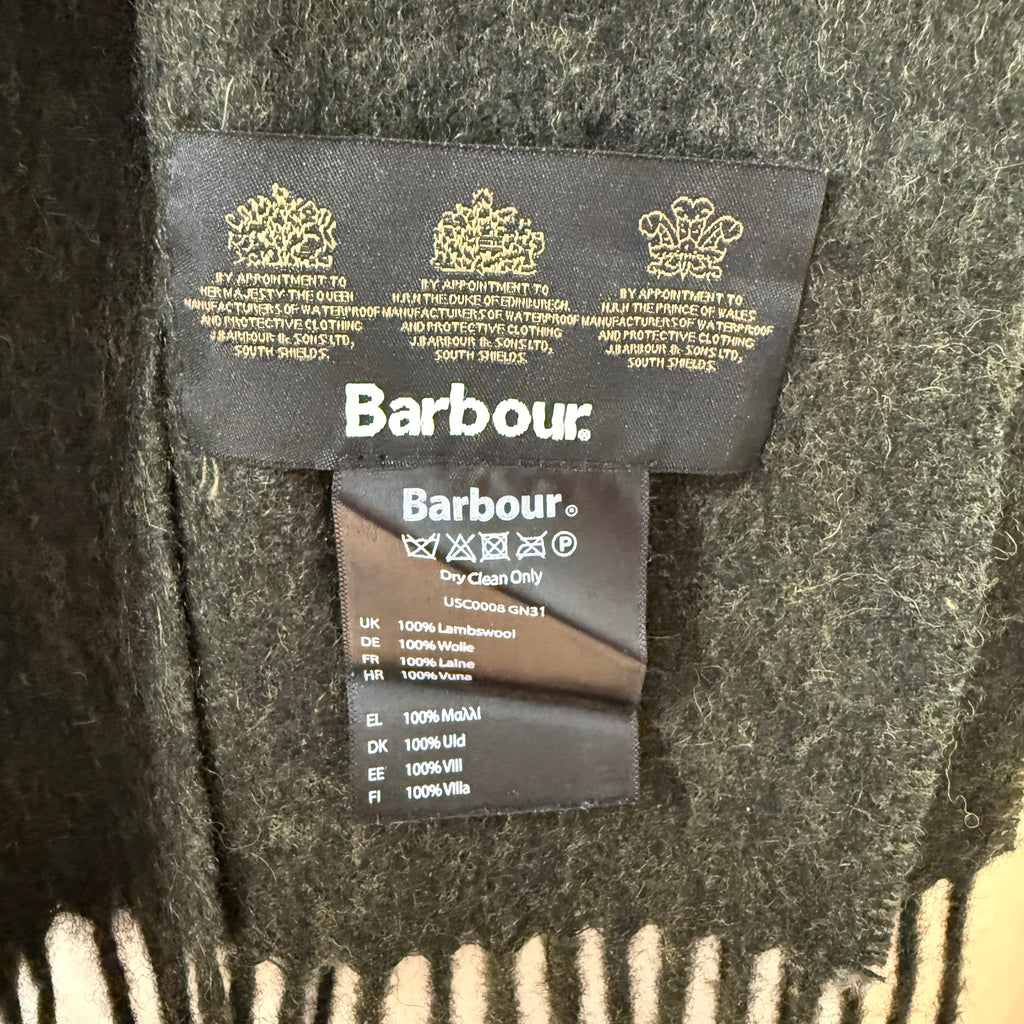 BY APPOINTMENT TO
HER MAJESTY THE QUEEN
MANUFACTURERS OF WATERPROOF
AND PROTECTIVE CLOTHING
J.BARBOUR & SONS LTD,
SOUTH SHIELDS.
BY APPOINTMENT TO
H.R.H THE DUKE OF EDINBURGH.
MANUFACTURERS OF WATERPROOF
AND PROTECTIVE CLOTHING
J.BARBOUR & SONS LTD,
SOUTH SHIELDS.
BY APPOINTMENT TO
H.R.H THE PRINCE OF WALES
MANUFACTURERS OF WATERPROOF
AND PROTECTIVE CLOTHING
J.BARBOUR & SONS LTD,
SOUTH SHIELDS.
Barbour®
Barbour®
P
Dry Clean Only
USC0008 GN31
UK 100% Lambswool
DE 100% Wolle
FR 100% Laine
HR 100% Vuna
EL 100% Μαλλί
DK 100% Uld
EE 100% Vill
FI 100% Villa